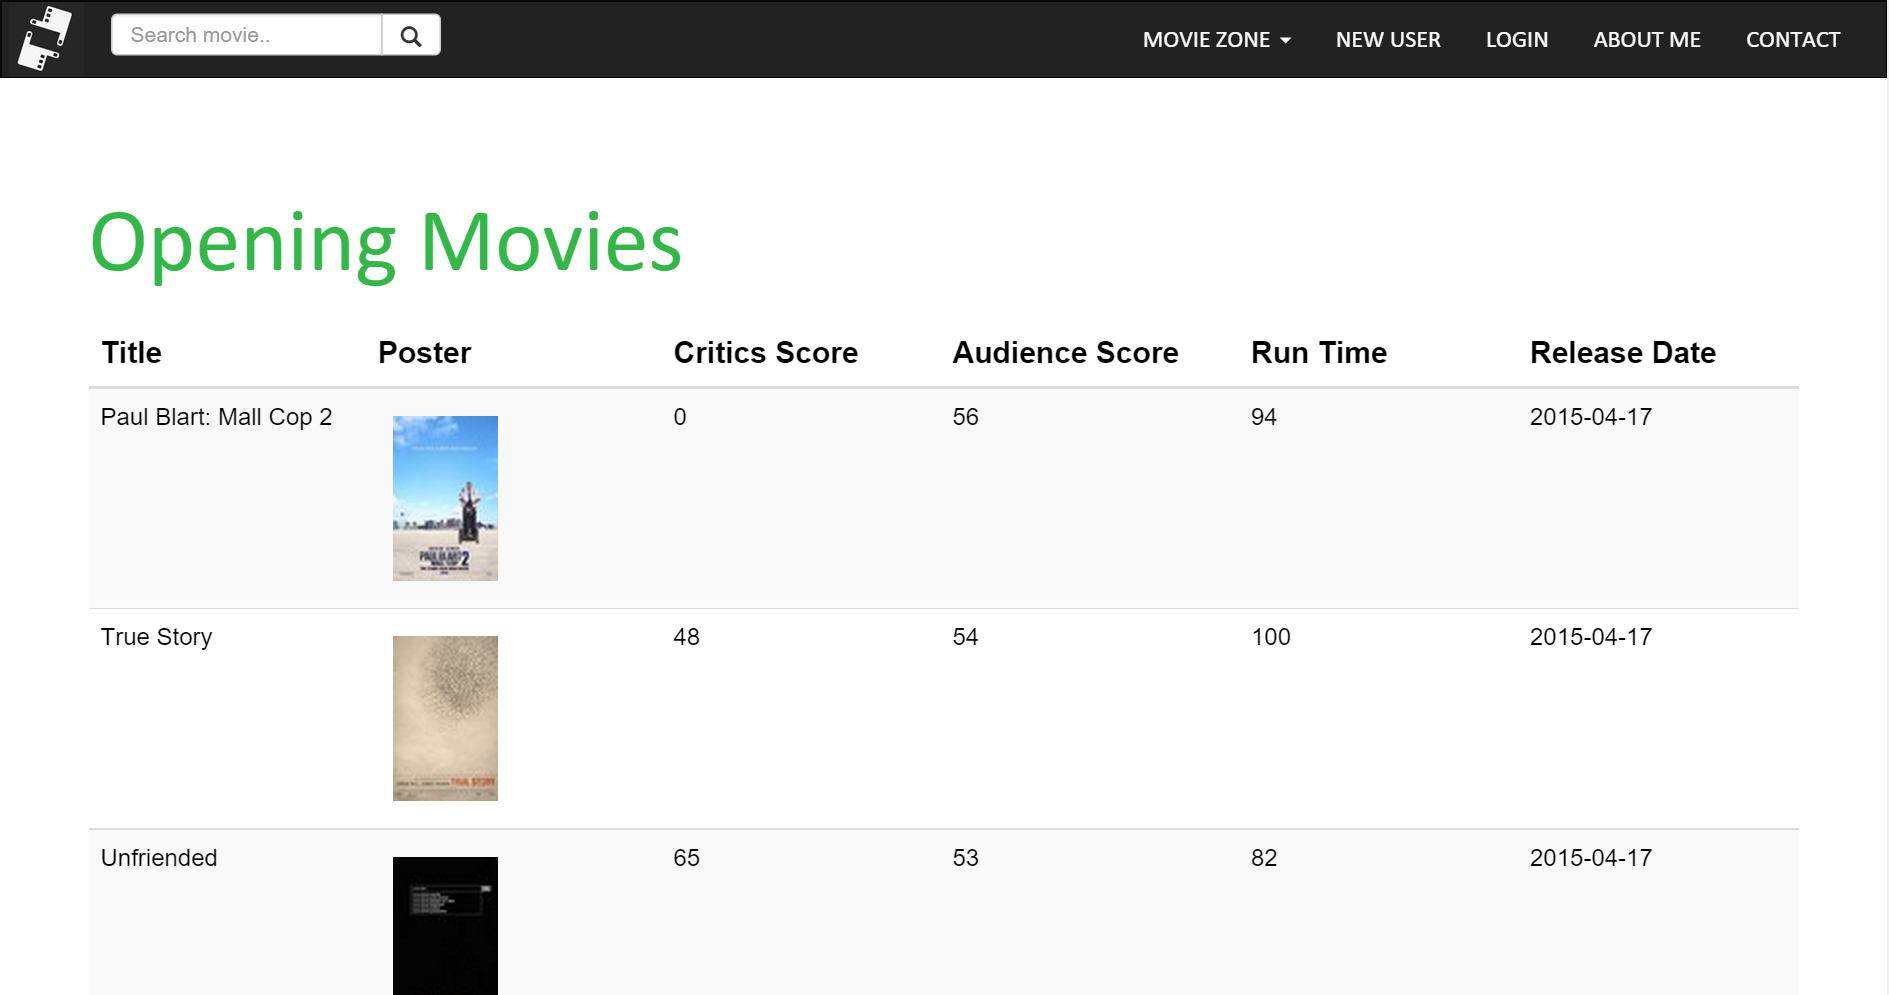 Search movie..
MOVIE ZONE NEW USER LOGIN ABOUT ME CONTACT
Opening Movies
Title Poster Critics Score Audience Score Run Time Release Date
Paul Blart: Mall Cop 2 0 56 94 2015-04-17
PAUL BLART 2
MALL COP
True Story 48 54 100 2015-04-17
TRUE STORY
Unfriended 65 53 82 2015-04-17